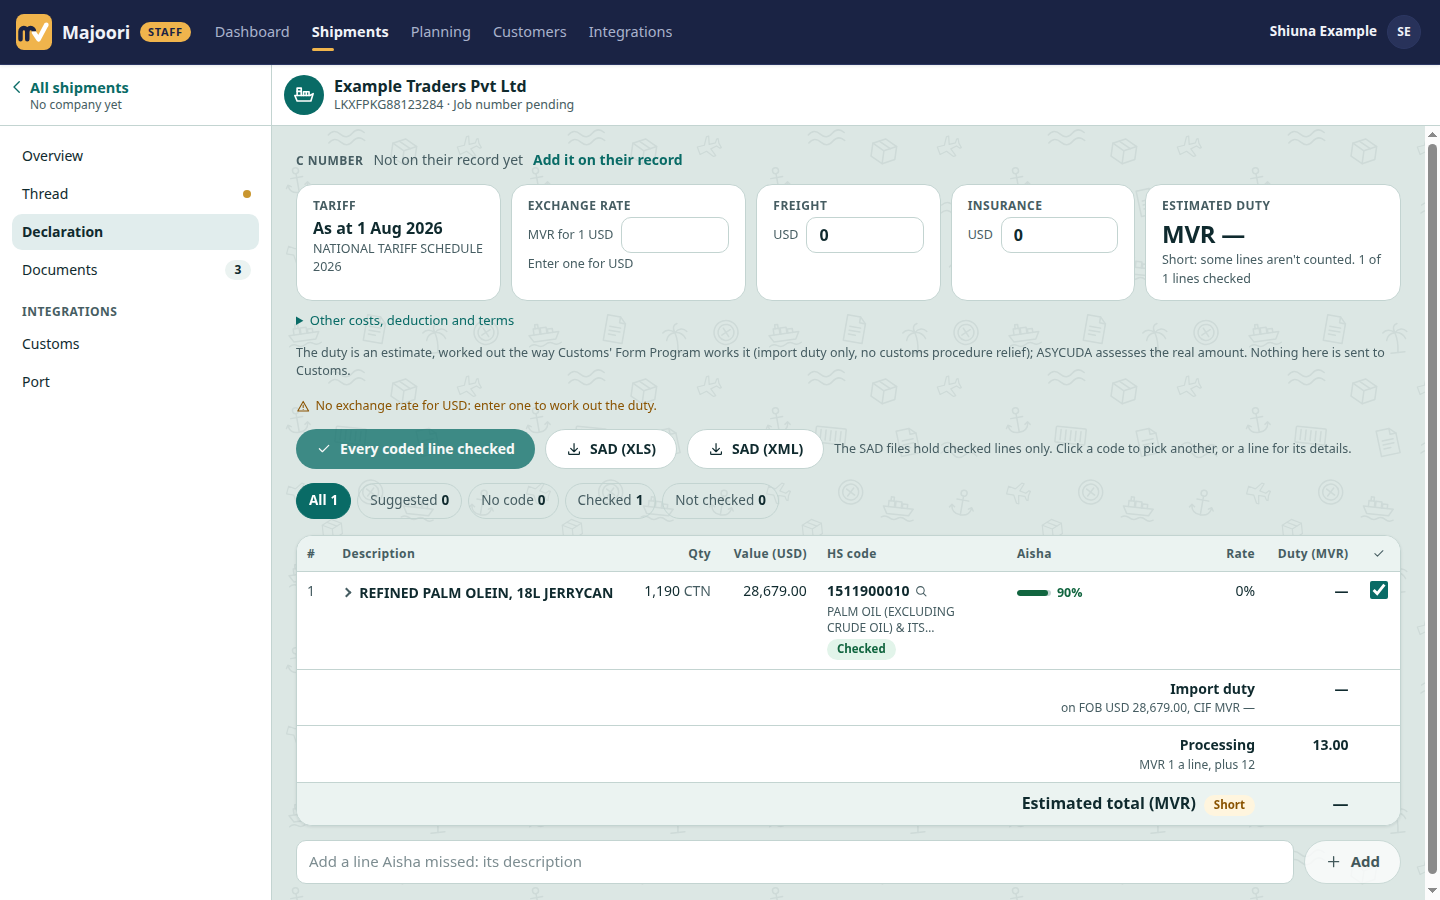 Majoori
STAFF
Dashboard
Shipments
Planning
Customers
Integrations
Shiuna Example
SE
All shipments
No company yet
Example Traders Pvt Ltd
LKXFPKG88123284 · Job number pending
Overview
Thread
Declaration
Documents
3
INTEGRATIONS
Customs
Port
C NUMBER Not on their record yet Add it on their record
TARIFF
As at 1 Aug 2026
NATIONAL TARIFF SCHEDULE
2026
EXCHANGE RATE
MVR for 1 USD
Enter one for USD
FREIGHT
USD 0
INSURANCE
USD 0
ESTIMATED DUTY
MVR —
Short: some lines aren't counted. 1 of
1 lines checked
Other costs, deduction and terms
The duty is an estimate, worked out the way Customs' Form Program works it (import duty only, no customs procedure relief); ASYCUDA assesses the real amount. Nothing here is sent to
Customs.
No exchange rate for USD: enter one to work out the duty.
Every coded line checked
SAD (XLS)
SAD (XML)
The SAD files hold checked lines only. Click a code to pick another, or a line for its details.
All 1
Suggested 0
No code 0
Checked 1
Not checked 0
# Description Qty Value (USD) HS code Aisha Rate Duty (MVR) ✓
1 REFINED PALM OLEIN, 18L JERRYCAN 1,190 CTN 28,679.00 1511900010 90% 0% —
PALM OIL (EXCLUDING
CRUDE OIL) & ITS...
Checked
Import duty —
on FOB USD 28,679.00, CIF MVR —
Processing 13.00
MVR 1 a line, plus 12
Estimated total (MVR) Short —
Add a line Aisha missed: its description
+ Add